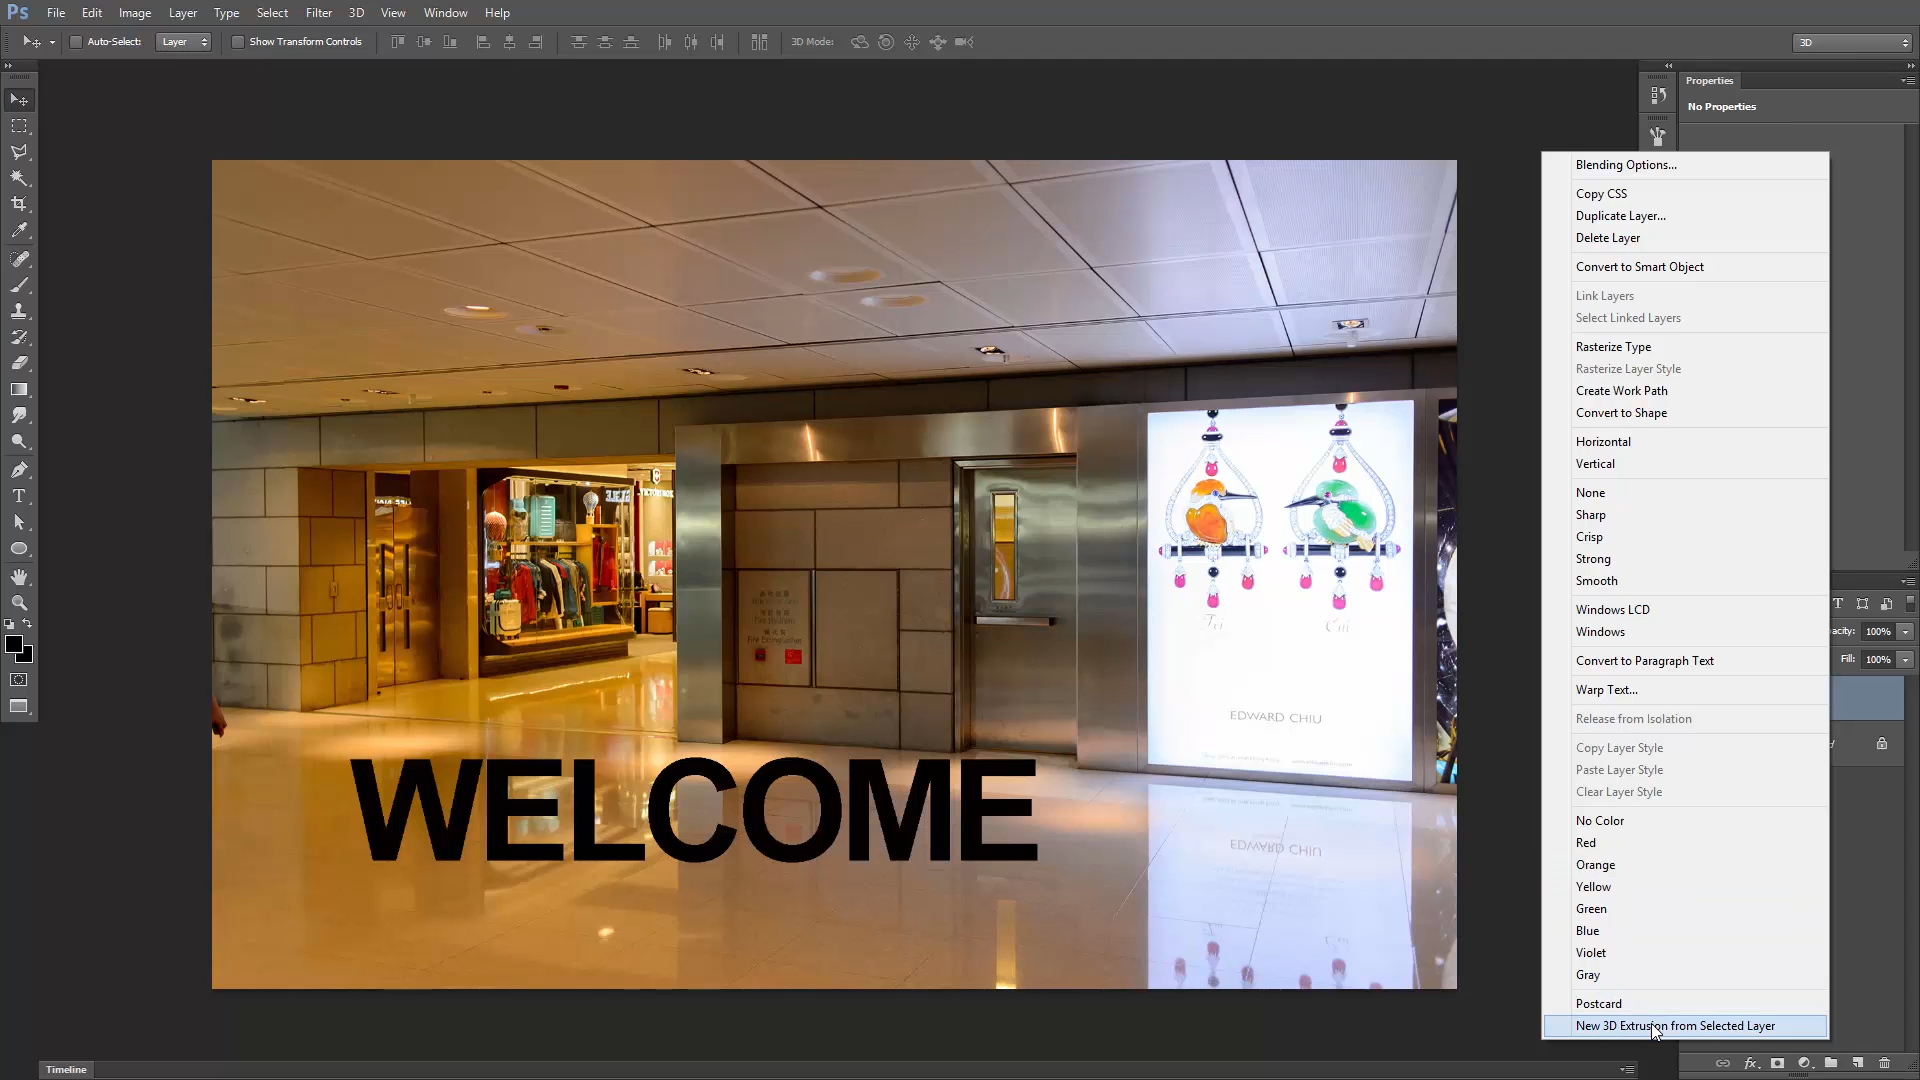 Ps File Edit Image Layer Type Select Filter 3D View Window Help
Auto-Select: Layer Show Transform Controls 3D Mode: 3D
Properties
No Properties
Blending Options...
Copy CSS
Duplicate Layer...
Delete Layer
Convert to Smart Object
Link Layers
Select Linked Layers
Rasterize Type
Rasterize Layer Style
Create Work Path
Convert to Shape
Horizontal
Vertical
None
Sharp
Crisp
Strong
Smooth
Windows LCD
Windows
Convert to Paragraph Text
Warp Text...
Release from Isolation
Copy Layer Style
Paste Layer Style
Clear Layer Style
No Color
Red
Orange
Yellow
Green
Blue
Violet
Gray
Postcard
New 3D Extrusion from Selected Layer
acity: 100%
Fill: 100%
Fire Extinguisher
EDWARD CHIU
WELCOME
EDWARD CHIU
Timeline